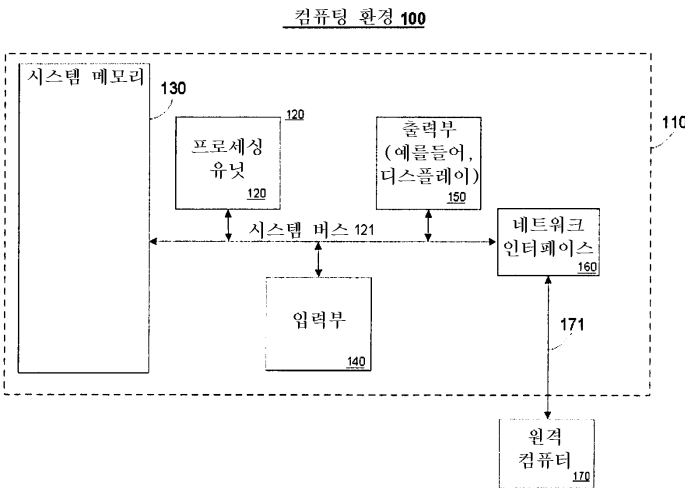 컴퓨팅 환경 100
시스템 메모리
130
120
프로세싱
유닛
120
출력부
(예를들어,
디스플레이)
150
110
시스템 버스 121
네트워크
인터페이스
160
입력부
140
171
원격
컴퓨터
170